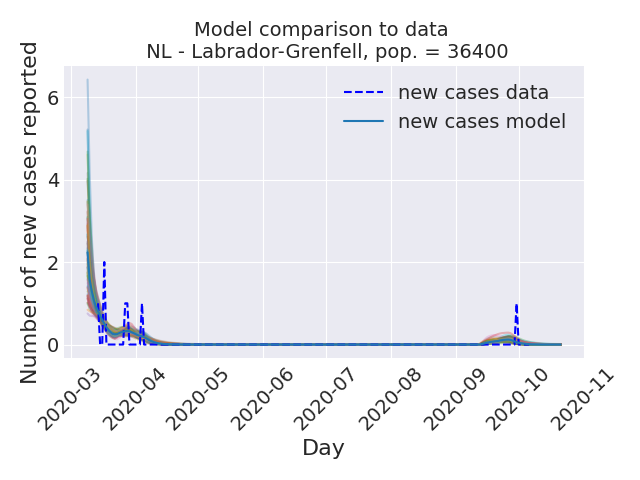 Model comparison to data
NL - Labrador-Grenfell, pop. = 36400
Number of new cases reported
6
4
2
0
new cases data
new cases model
2020-03
2020-04
2020-05
2020-06
2020-07
2020-08
2020-09
2020-10
2020-11
Day